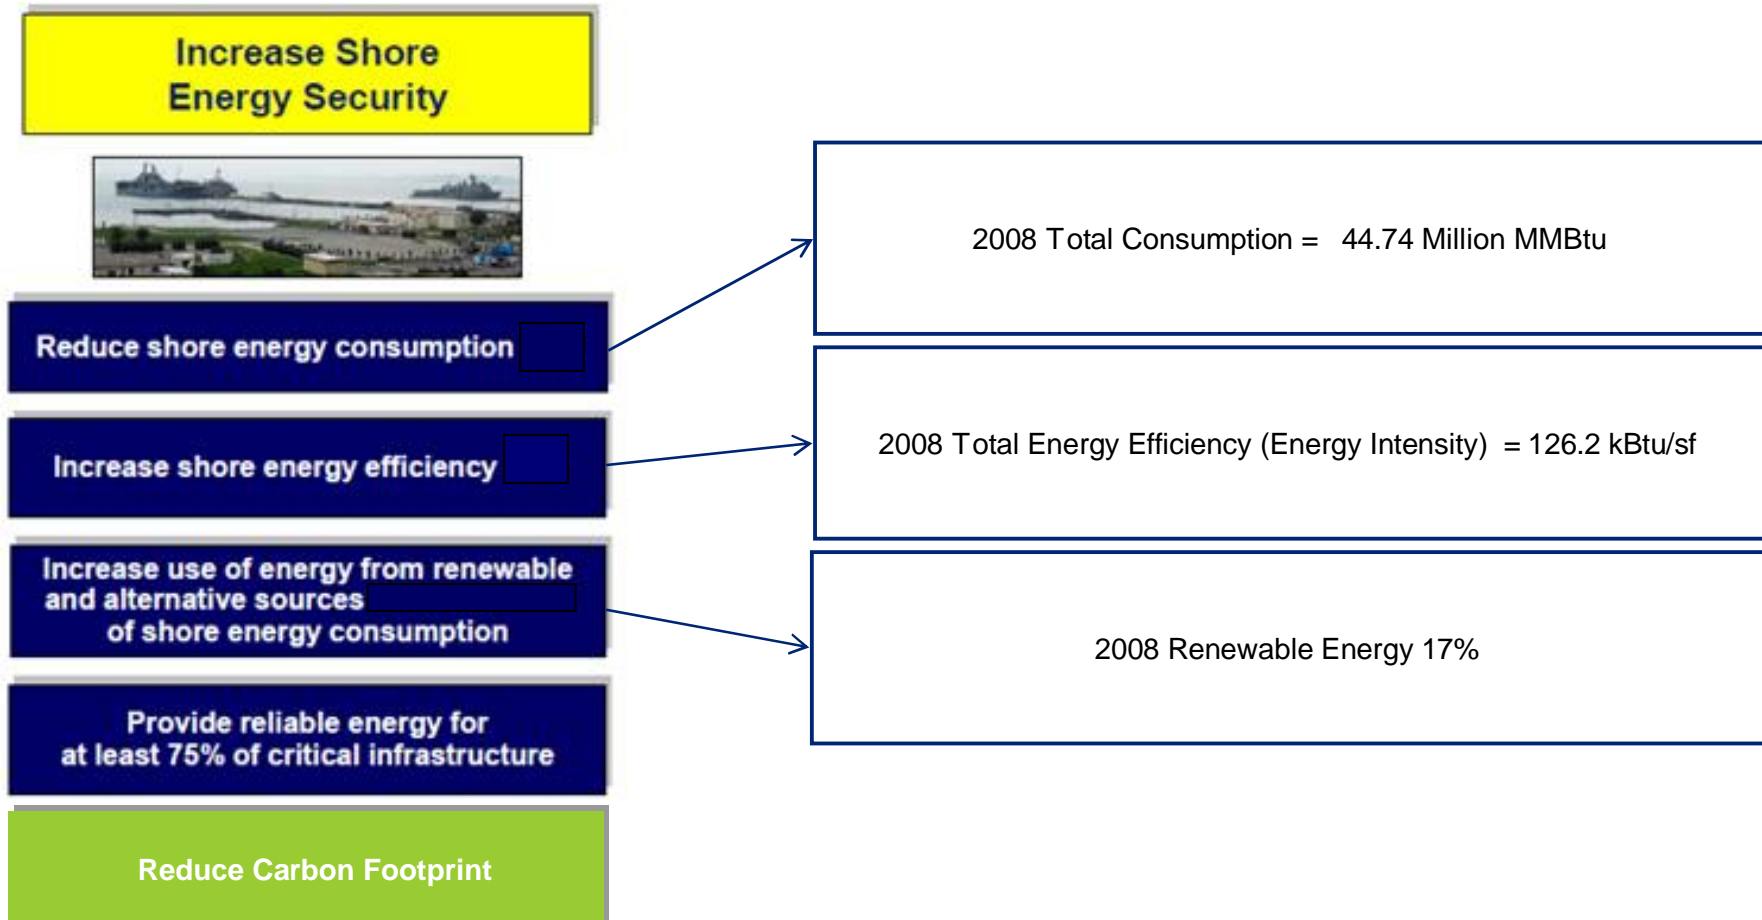 Increase Shore
Energy Security
Reduce shore energy consumption
Increase shore energy efficiency
Increase use of energy from renewable
and alternative sources
of shore energy consumption
Provide reliable energy for
at least 75% of critical infrastructure
Reduce Carbon Footprint
2008 Total Consumption = 44.74 Million MMBtu
2008 Total Energy Efficiency (Energy Intensity) = 126.2 kBtu/sf
2008 Renewable Energy 17%